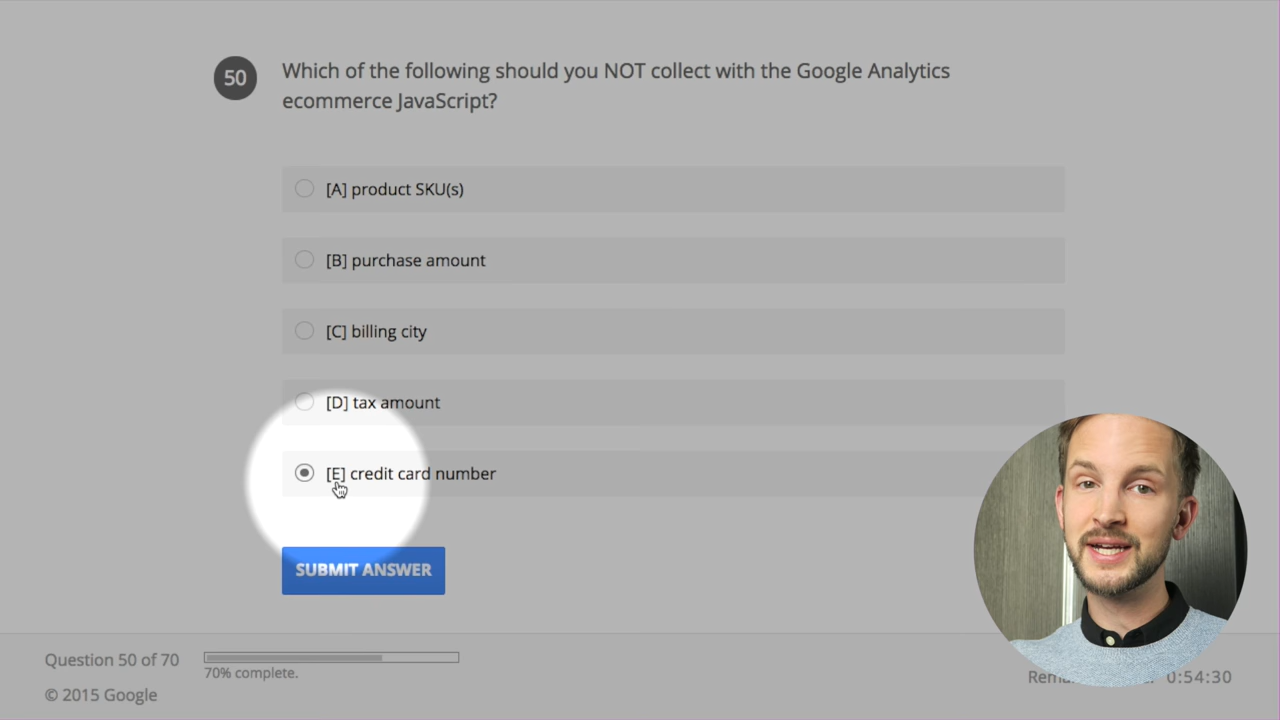 50
Which of the following should you NOT collect with the Google Analytics
ecommerce JavaScript?
[A] product SKU(s)
[B] purchase amount
[C] billing city
[D] tax amount
[E] credit card number
SUBMIT ANSWER
Question 50 of 70
70% complete.
0:54:30
© 2015 Google